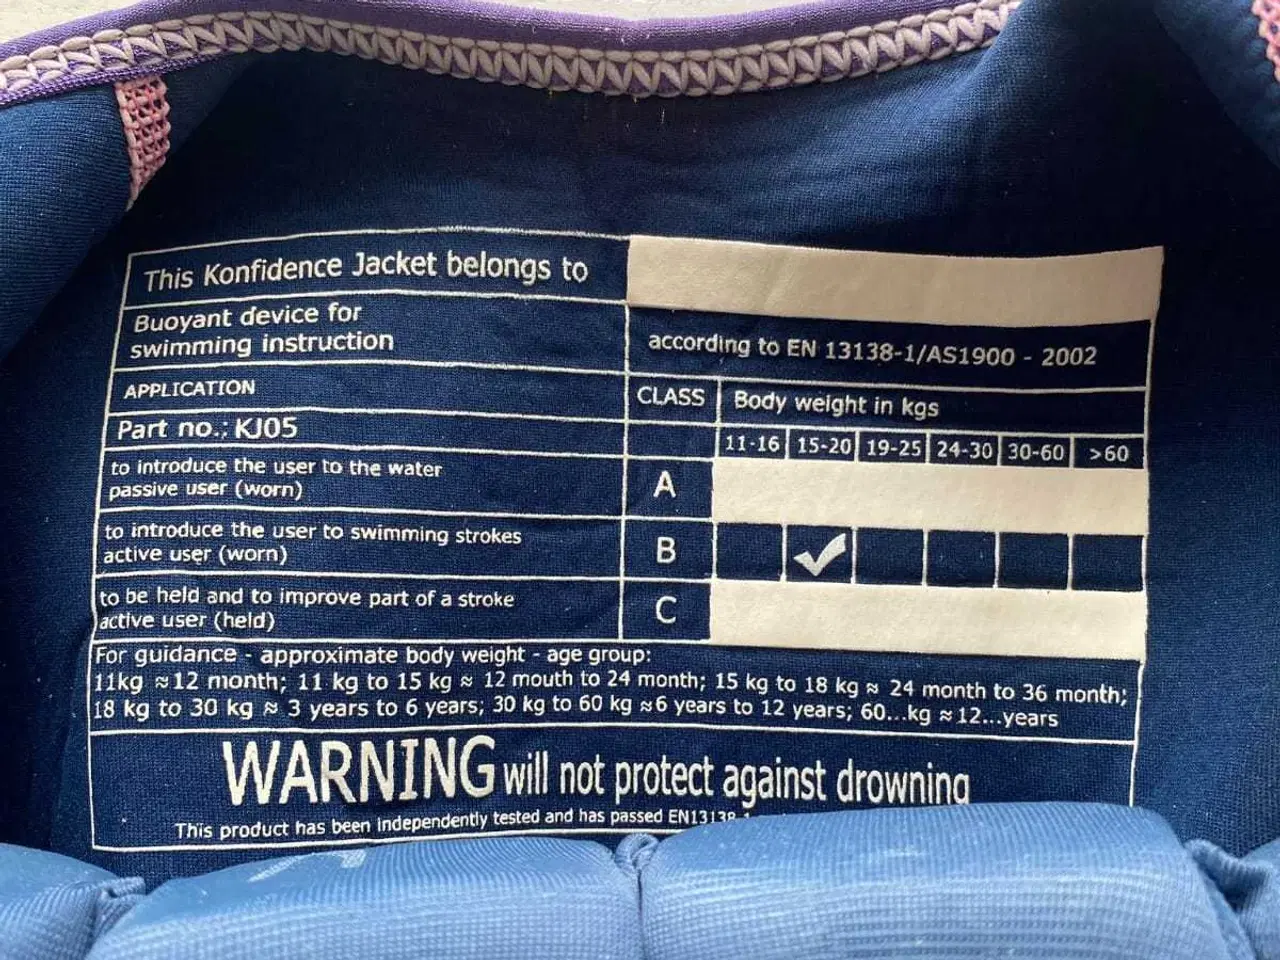 This Konfidence Jacket belongs to
Buoyant device for
swimming instruction
according to EN 13138-1/AS1900 - 2002
APPLICATION
CLASS
Body weight in kgs
Part no.: KJ05
11-16 15-20 19-25 24-30 30-60 >60
to introduce the user to the water
passive user (worn)
A
to introduce the user to swimming strokes
active user (worn)
B
to be held and to improve part of a stroke
active user (held)
C
For guidance - approximate body weight - age group:
11kg ≈12 month; 11 kg to 15 kg ≈ 12 mouth to 24 month; 15 kg to 18 kg ≈ 24 month to 36 month;
18 kg to 30 kg ≈ 3 years to 6 years; 30 kg to 60 kg ≈6 years to 12 years; 60...kg ≈12...years
WARNING will not protect against drowning
This product has been independently tested and has passed EN13138-1